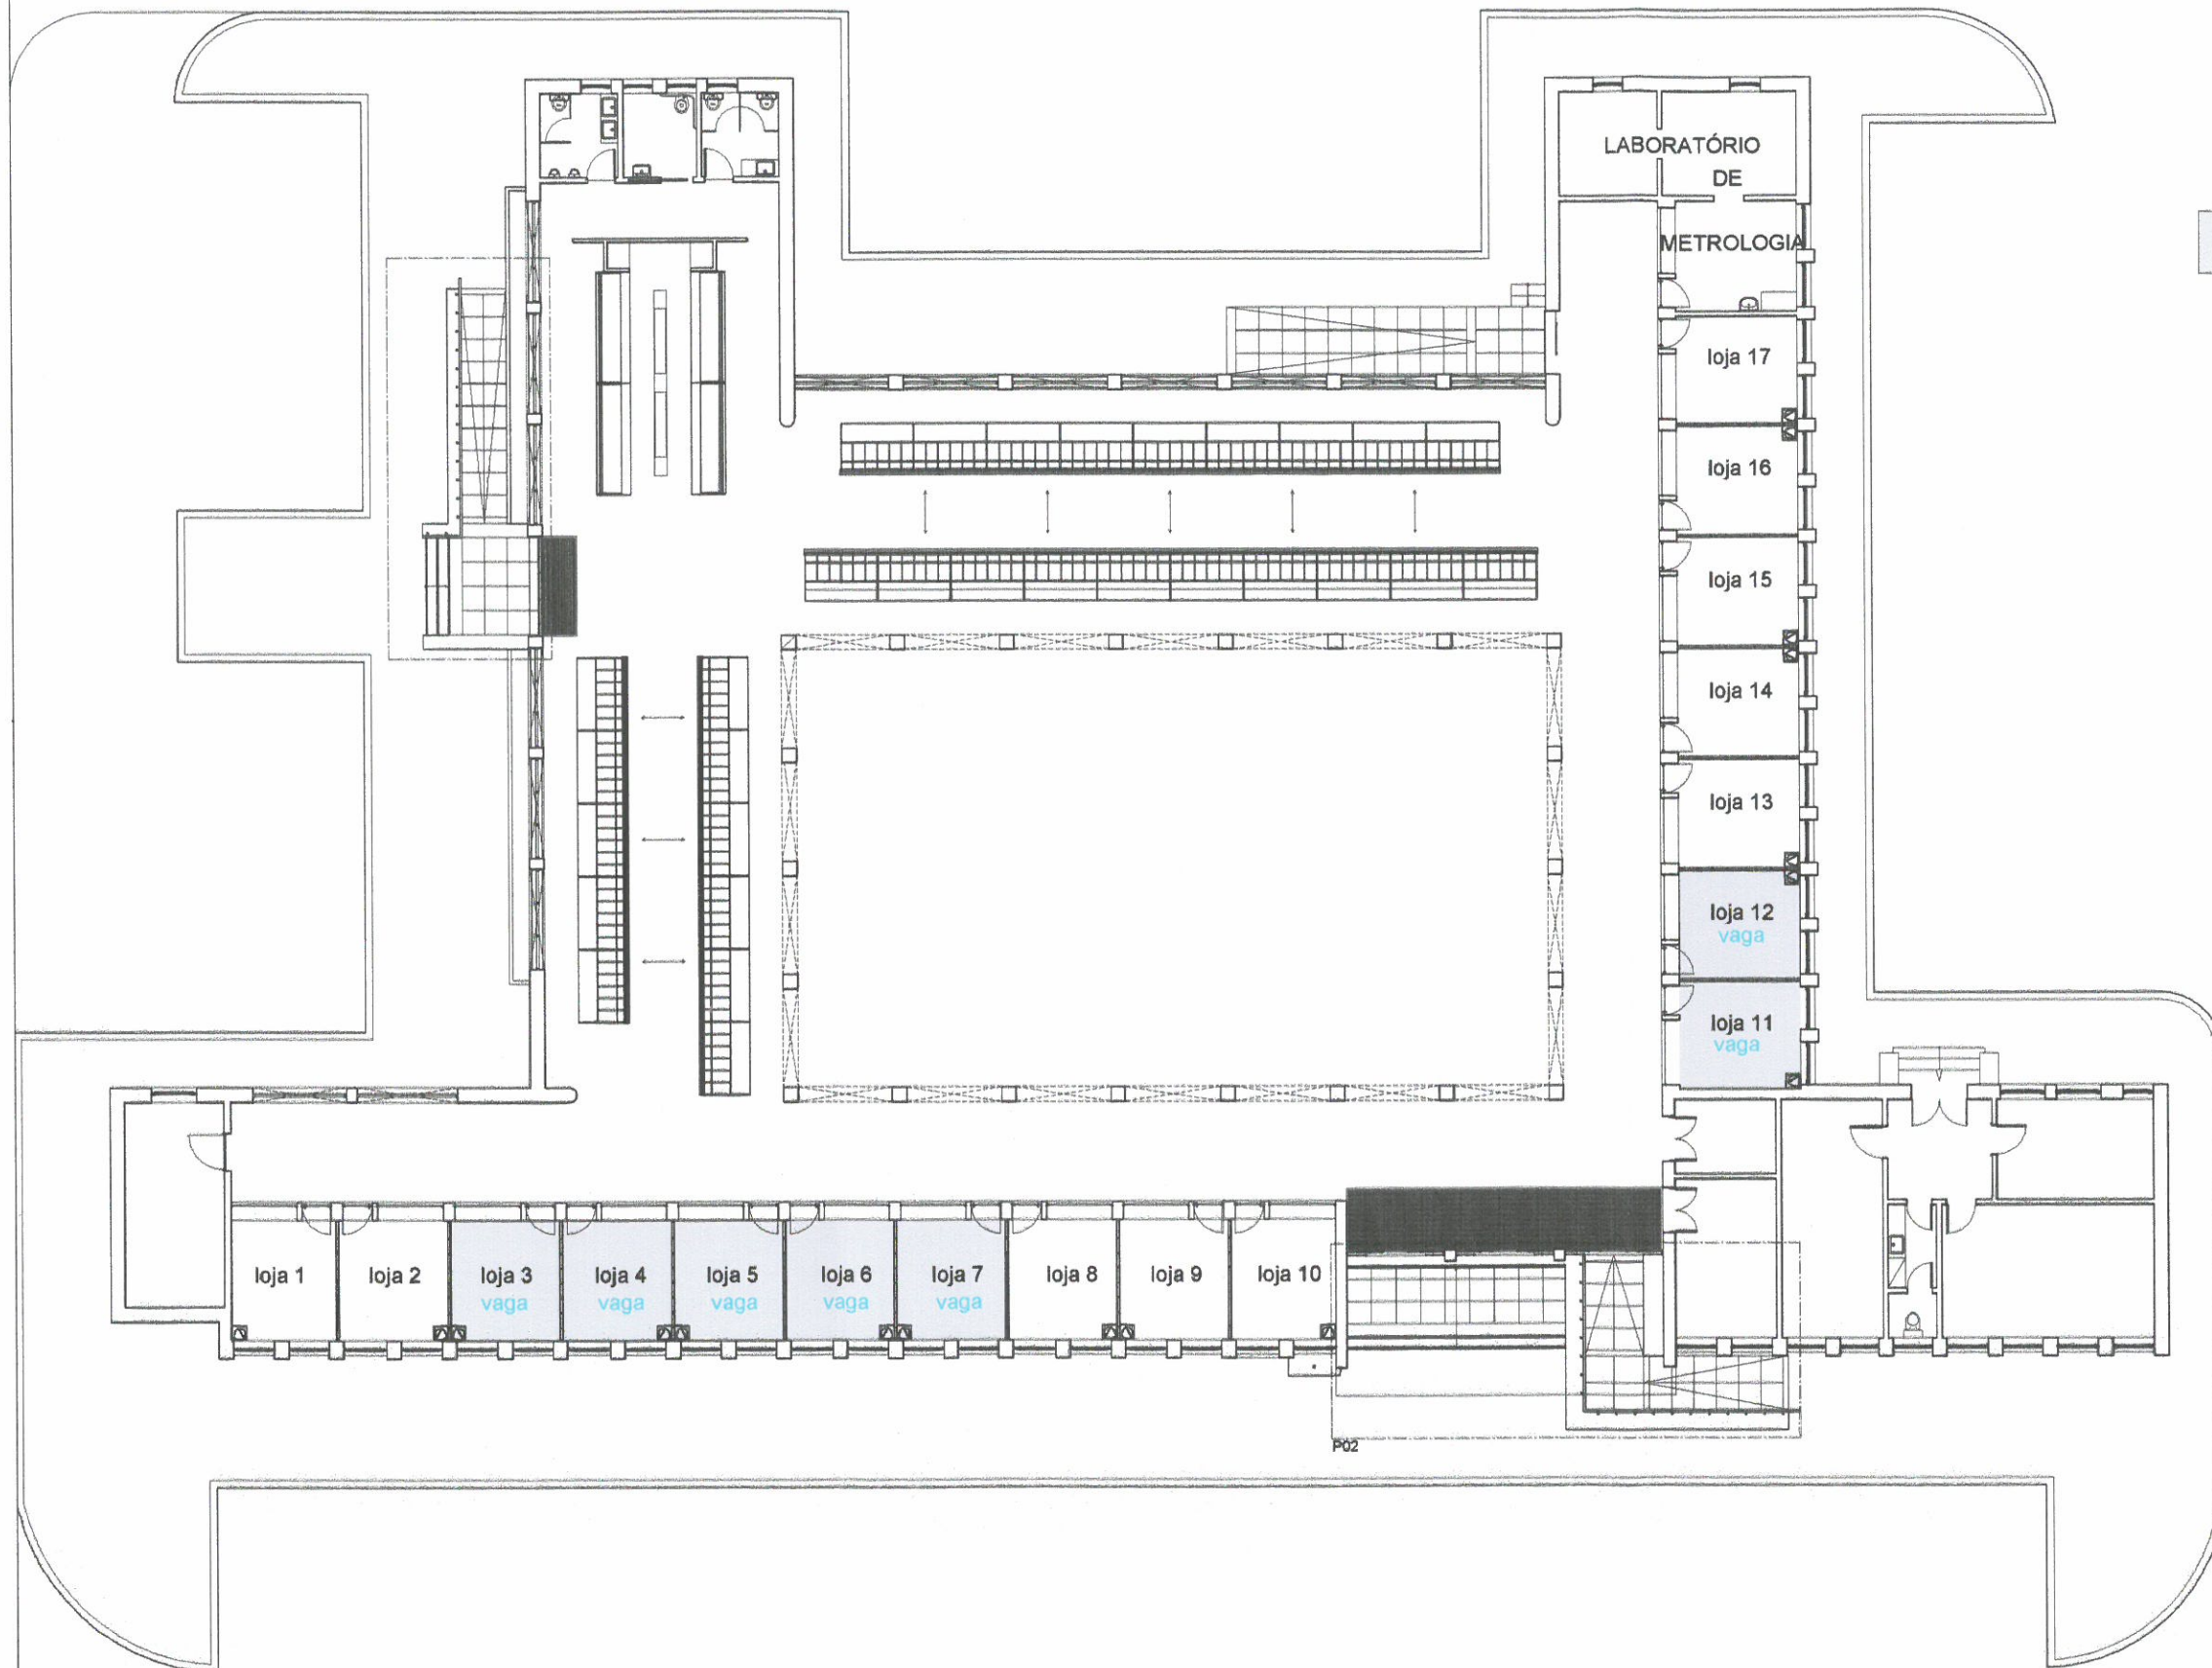 LABORATÓRIO
DE
METROLOGIA
loja 17
loja 16
loja 15
loja 14
loja 13
loja 12
vaga
loja 11
vaga
loja 1
loja 2
loja 3
vaga
loja 4
vaga
loja 5
vaga
loja 6
vaga
loja 7
vaga
loja 8
loja 9
loja 10
P02